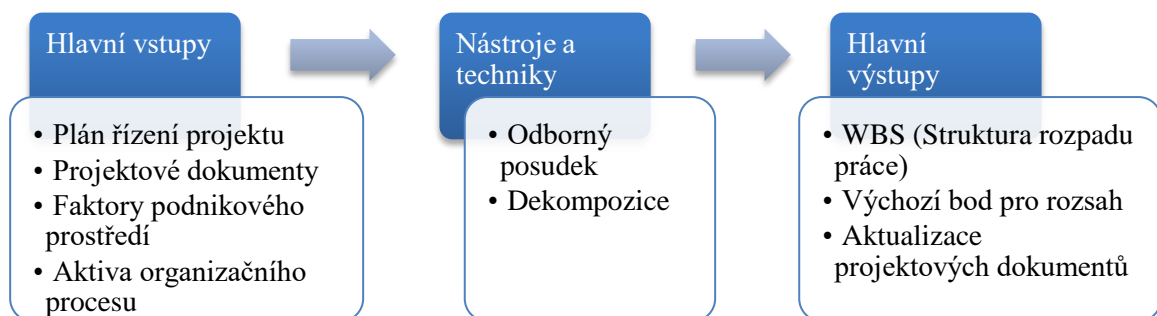 Hlavní vstupy
• Plán řízení projektu
• Projektové dokumenty
• Faktory podnikového
prostředí
• Aktiva organizačního
procesu
Nástroje a
techniky
• Odborný
posudek
• Dekompozice
Hlavní
výstupy
• WBS (Struktura rozpadu
práce)
• Výchozí bod pro rozsah
• Aktualizace
projektových dokumentů